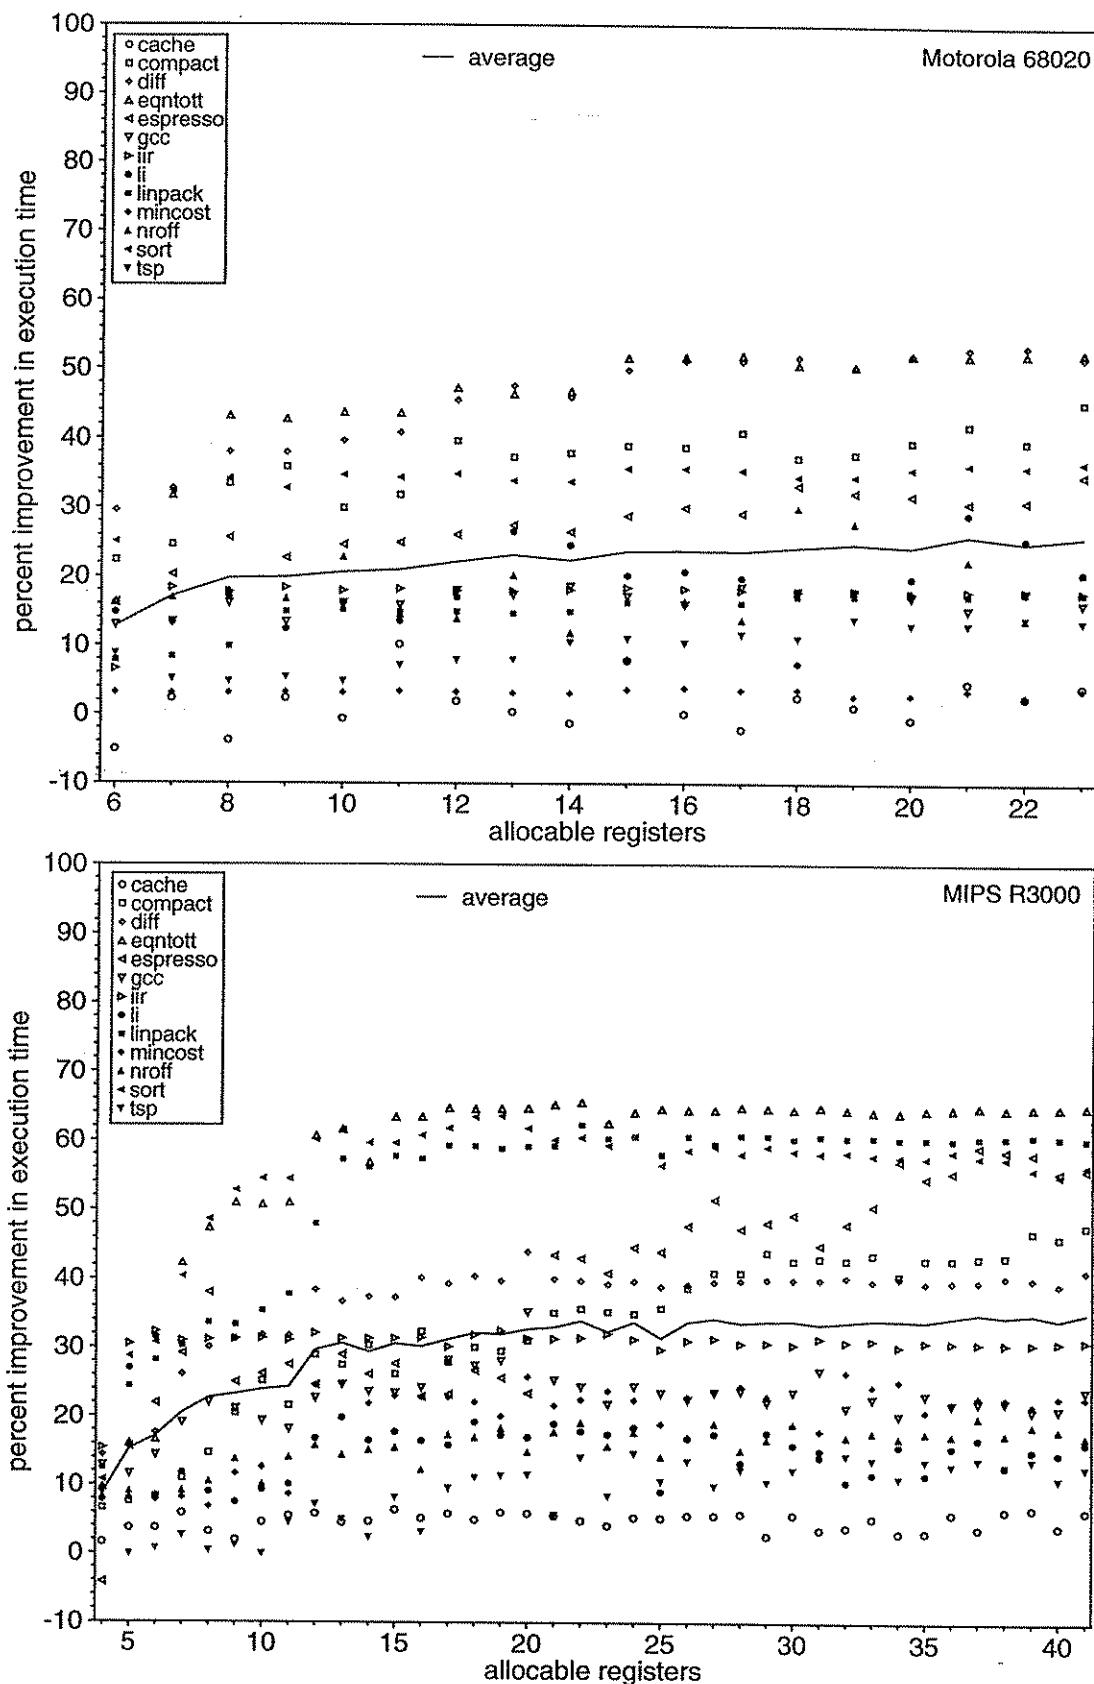 100
90
80
70
60
50
40
30
20
10
0
-10
percent improvement in execution time
cache
compact
diff
eqntott
espresso
gcc
iir
li
linpack
mincost
nroff
sort
tsp
average
Motorola 68020
6 8 10 12 14 16 18 20 22
allocable registers
100
90
80
70
60
50
40
30
20
10
0
-10
percent improvement in execution time
cache
compact
diff
eqntott
espresso
gcc
iir
li
linpack
mincost
nroff
sort
tsp
average
MIPS R3000
5 10 15 20 25 30 35 40
allocable registers